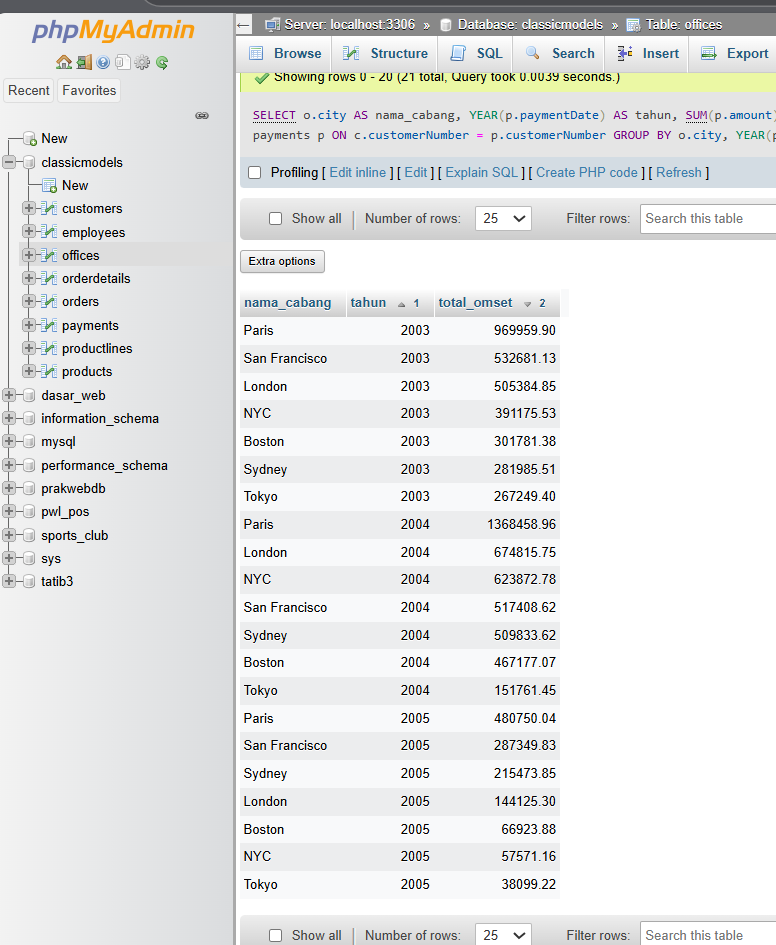 phpMyAdmin
Recent
Favorites
New
classicmodels
New
customers
employees
offices
orderdetails
orders
payments
productlines
products
dasar_web
information_schema
mysql
performance_schema
prakwebdb
pwl_pos
sports_club
sys
tatib3
Server: localhost:3306 » Database: classicmodels » Table: offices
Browse Structure SQL Search Insert Export
Showing rows 0 - 20 (21 total, Query took 0.0039 seconds.)
SELECT o.city AS nama_cabang, YEAR(p.paymentDate) AS tahun, SUM(p.amount)
payments p ON c.customerNumber = p.customerNumber GROUP BY o.city, YEAR(p
Profiling [ Edit inline ] [ Edit ] [ Explain SQL ] [ Create PHP code ] [ Refresh ]
Show all Number of rows: 25 Filter rows: Search this table
Extra options
nama_cabang tahun 1 total_omset 2
Paris 2003 969959.90
San Francisco 2003 532681.13
London 2003 505384.85
NYC 2003 391175.53
Boston 2003 301781.38
Sydney 2003 281985.51
Tokyo 2003 267249.40
Paris 2004 1368458.96
London 2004 674815.75
NYC 2004 623872.78
San Francisco 2004 517408.62
Sydney 2004 509833.62
Boston 2004 467177.07
Tokyo 2004 151761.45
Paris 2005 480750.04
San Francisco 2005 287349.83
Sydney 2005 215473.85
London 2005 144125.30
Boston 2005 66923.88
NYC 2005 57571.16
Tokyo 2005 38099.22
Show all Number of rows: 25 Filter rows: Search this table